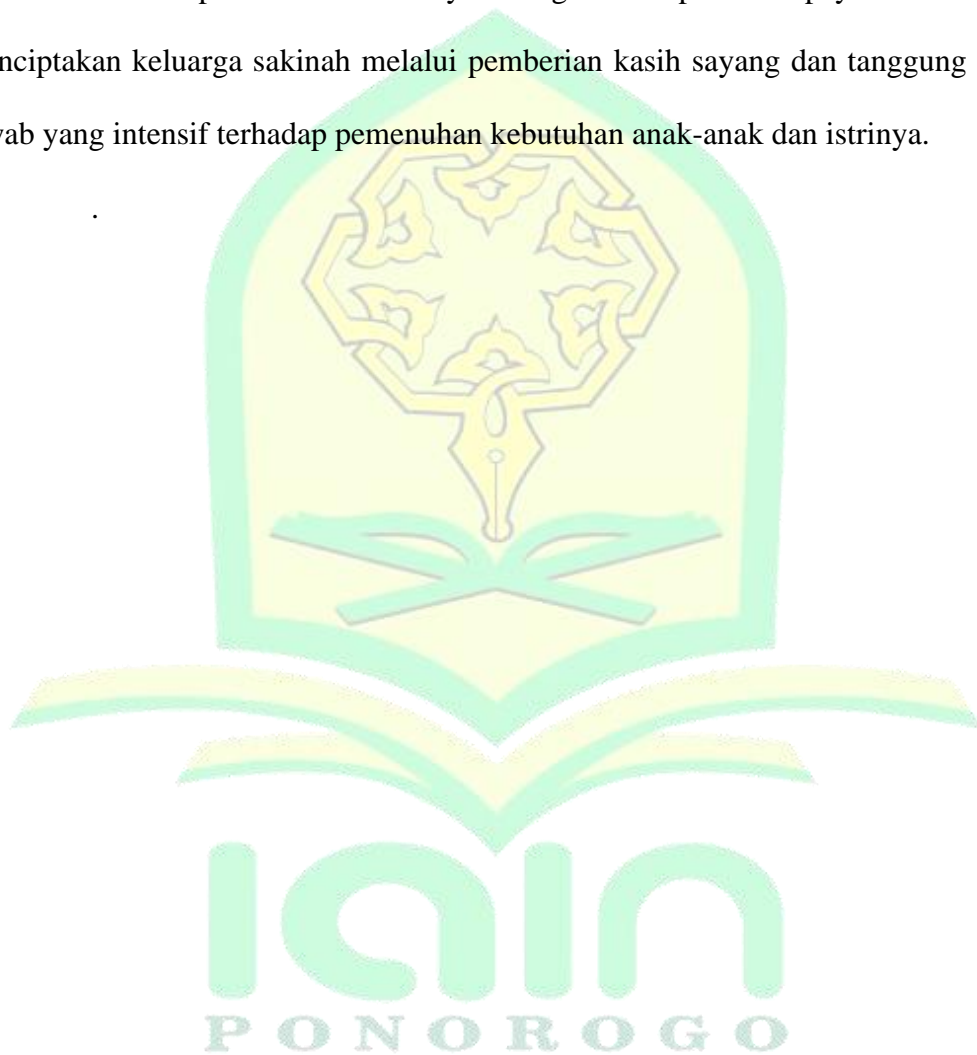 nciptakan keluarga sakinah melalui pemberian kasih sayang dan tanggung
yab yang intensif terhadap pemenuhan kebutuhan anak-anak dan istrinya.
.
iain
PONOROGO